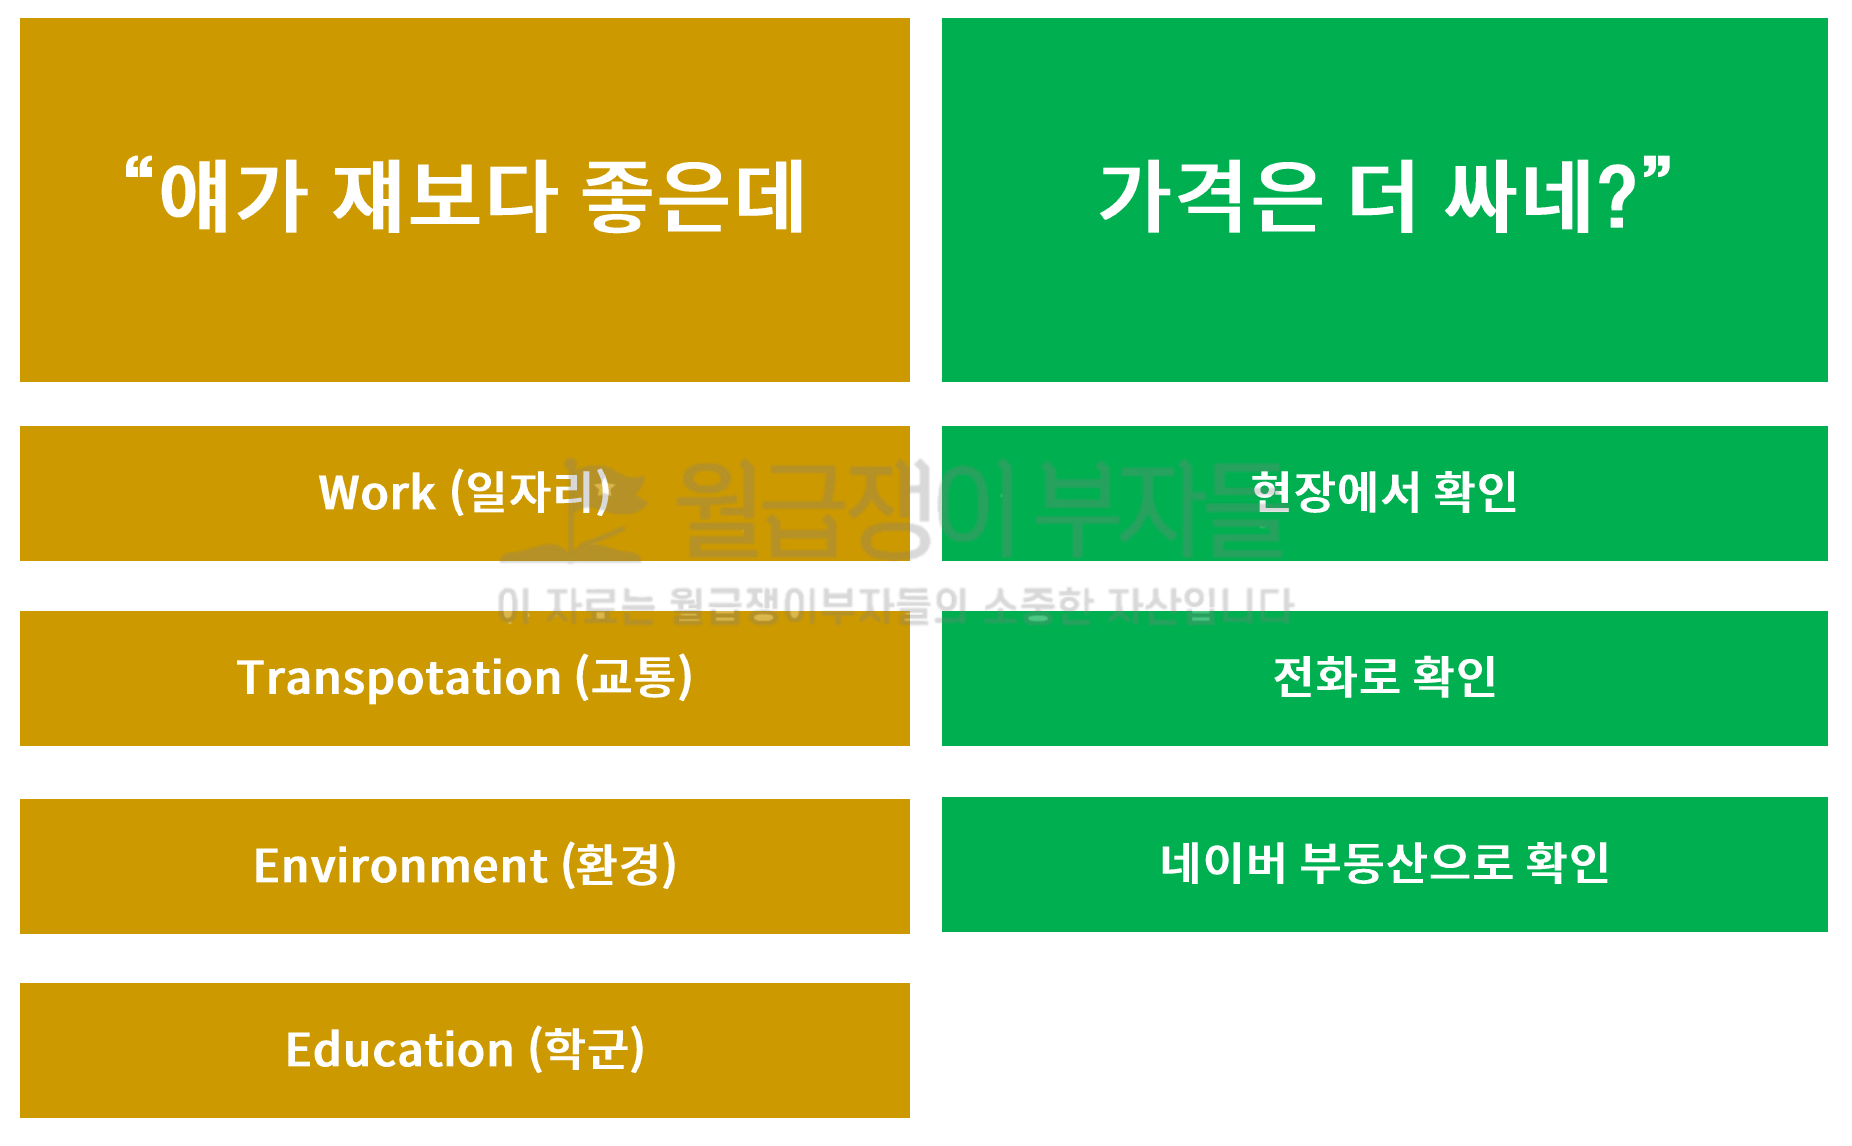 “얘가 쟤보다 좋은데
가격은 더 싸네?”
Work (일자리)
현장에서 확인
월급쟁이 부자들
이 자료는 월급쟁이부자들의 소중한 자산입니다
Transpotation (교통)
전화로 확인
Environment (환경)
네이버 부동산으로 확인
Education (학군)